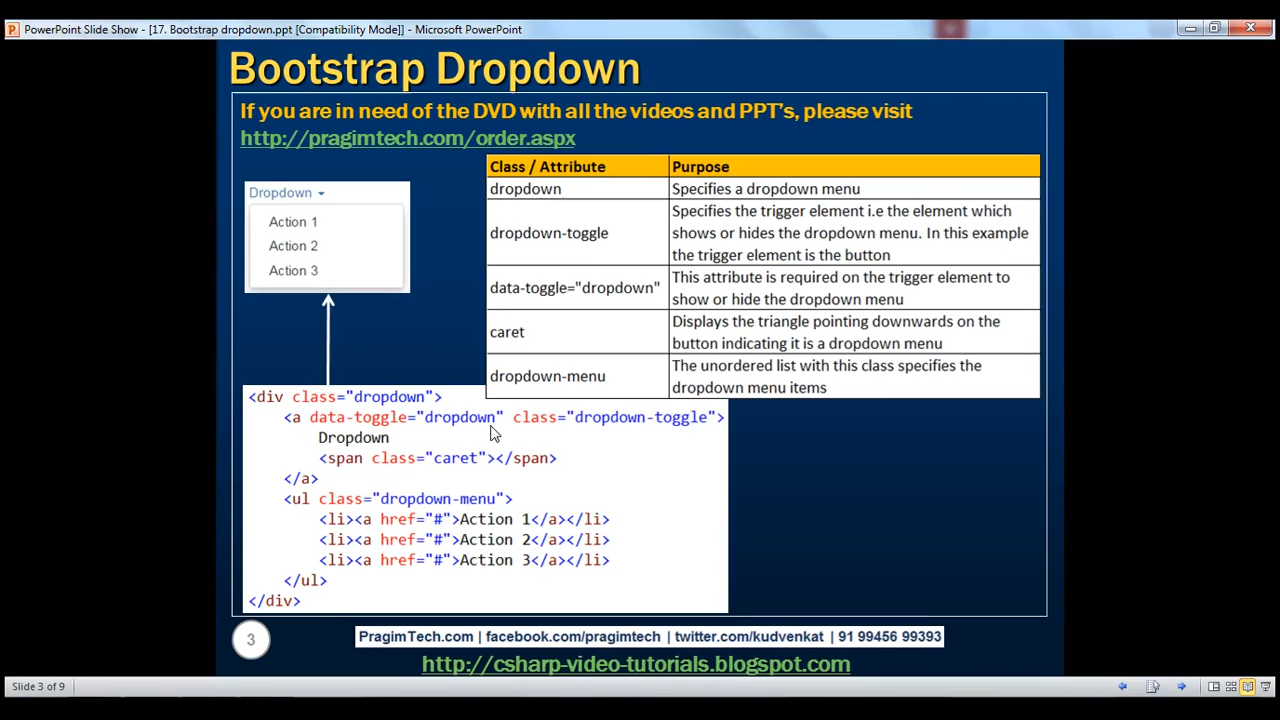 PowerPoint Slide Show - [17. Bootstrap dropdown.ppt [Compatibility Mode]] - Microsoft PowerPoint
Bootstrap Dropdown
If you are in need of the DVD with all the videos and PPT's, please visit
http://pragimtech.com/order.aspx
Dropdown
Action 1
Action 2
Action 3
Class / Attribute
Purpose
dropdown
Specifies a dropdown menu
dropdown-toggle
Specifies the trigger element i.e the element which
shows or hides the dropdown menu. In this example
the trigger element is the button
data-toggle="dropdown"
This attribute is required on the trigger element to
show or hide the dropdown menu
caret
Displays the triangle pointing downwards on the
button indicating it is a dropdown menu
dropdown-menu
The unordered list with this class specifies the
dropdown menu items
<div class="dropdown">
<a data-toggle="dropdown" class="dropdown-toggle">
Dropdown
<span class="caret"></span>
</a>
<ul class="dropdown-menu">
<li><a href="#">Action 1</a></li>
<li><a href="#">Action 2</a></li>
<li><a href="#">Action 3</a></li>
</ul>
</div>
3
PragimTech.com | facebook.com/pragimtech | twitter.com/kudvenkat | 91 99456 99393
http://csharp-video-tutorials.blogspot.com
Slide 3 of 9